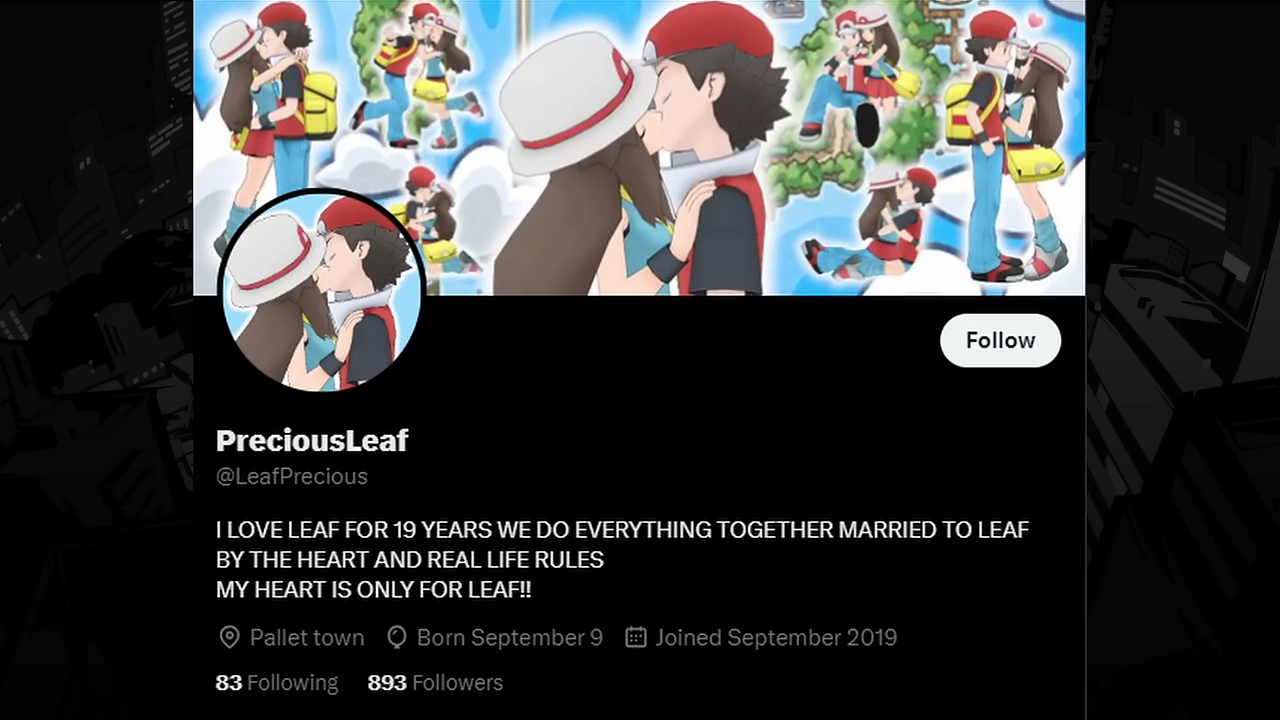 Follow
PreciousLeaf
@LeafPrecious
I LOVE LEAF FOR 19 YEARS WE DO EVERYTHING TOGETHER MARRIED TO LEAF
BY THE HEART AND REAL LIFE RULES
MY HEART IS ONLY FOR LEAF!!
Pallet town Born September 9 Joined September 2019
83 Following 893 Followers